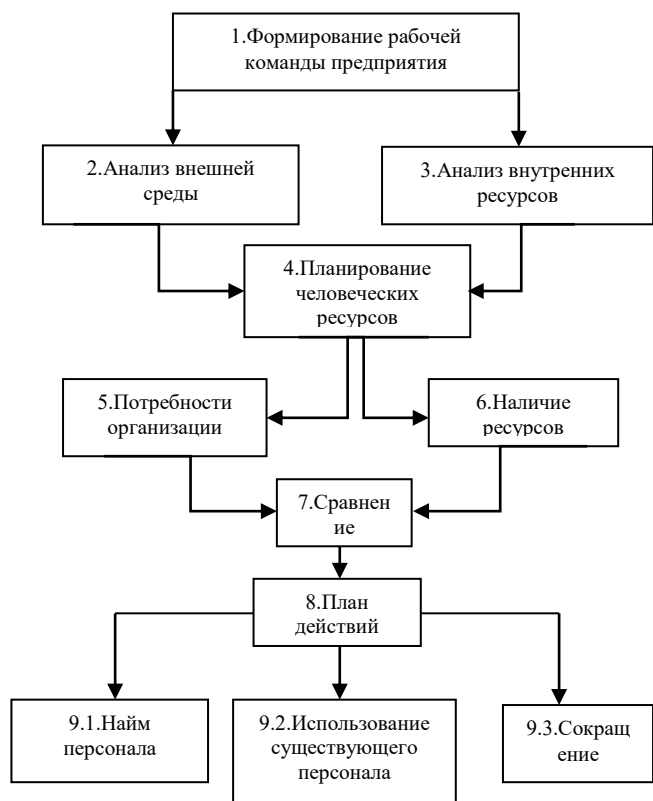 1.Формирование рабочей
команды предприятия
2.Анализ внешней
среды
3.Анализ внутренних
ресурсов
4.Планирование
человеческих
ресурсов
5.Потребности
организации
6.Наличие
ресурсов
7.Сравнен
ие
8.План
действий
9.1.Найм
персонала
9.2.Использование
существующего
персонала
9.3.Сокращ
ение